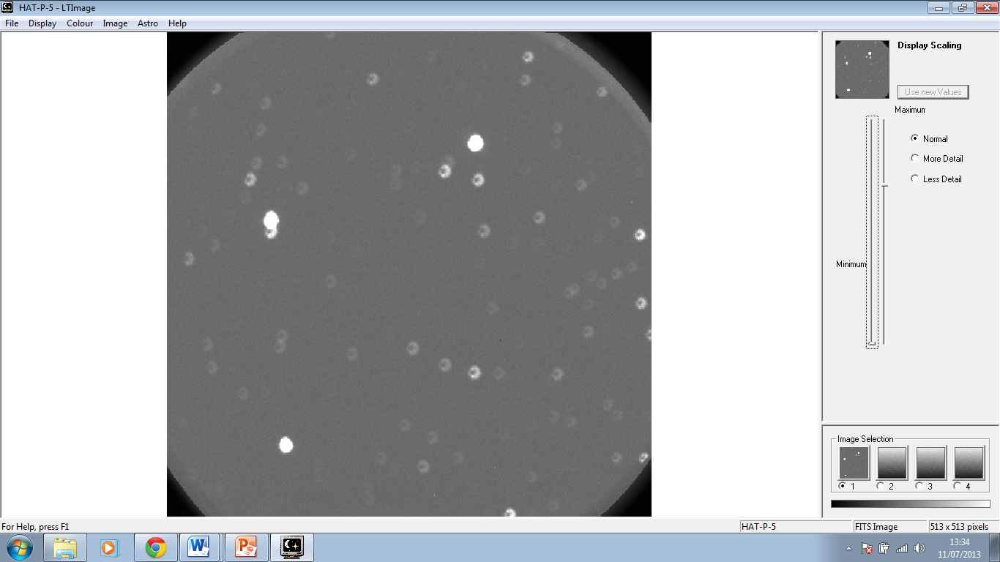 HAT-P-5 - LTImage
File Display Colour Image Astro Help
Display Scaling
Use new Values
Maximum
Normal
More Detail
Less Detail
Minimum
Image Selection
1 2 3 4
For Help, press F1
HAT-P-5
FITS Image
513 x 513 pixels
13:34
11/07/2013